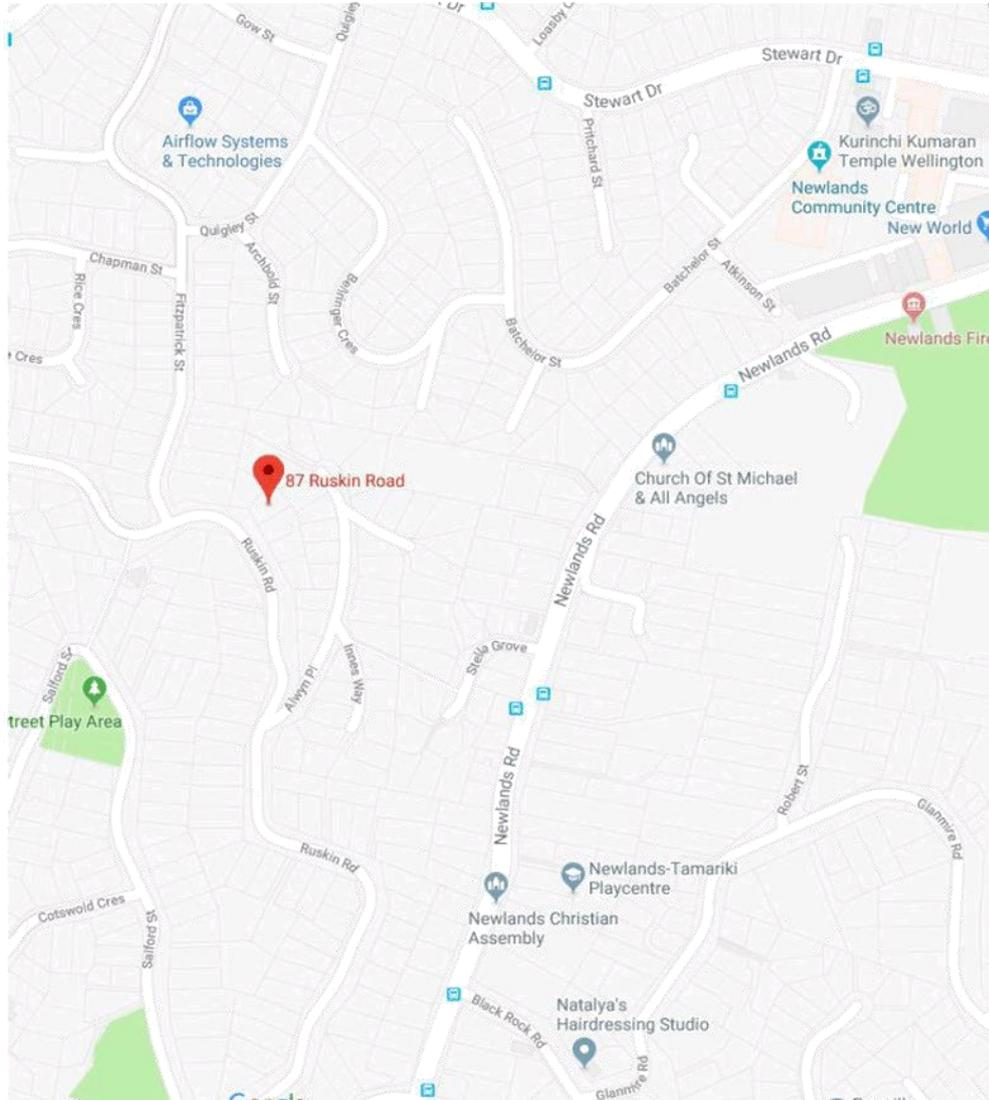 Gow St
Quigley
Dr
Loasby C
Stewart Dr
Stewart Dr
Airflow Systems
& Technologies
Pritchard St
Kurinchi Kumaran
Temple Wellington
Newlands
Community Centre
New World
Quigley St
Chapman St
Archbold St
Rice Cres
Fitzpatrick St
Batchelor St
Atkinson St
Cres
Batchelor St
Newlands Rd
Newlands Fire
87 Ruskin Road
Church Of St Michael
& All Angels
Newlands Rd
Ruskin Rd
Stella Grove
Salford St
Innes Way
Alwyn Pl
treet Play Area
Newlands Rd
Robert St
Glanmire Rd
Ruskin Rd
Newlands-Tamariki
Playcentre
Cotswold Cres
Salford St
Newlands Christian
Assembly
Black Rock Rd
Natalya's
Hairdressing Studio
Glanmire Rd
Google